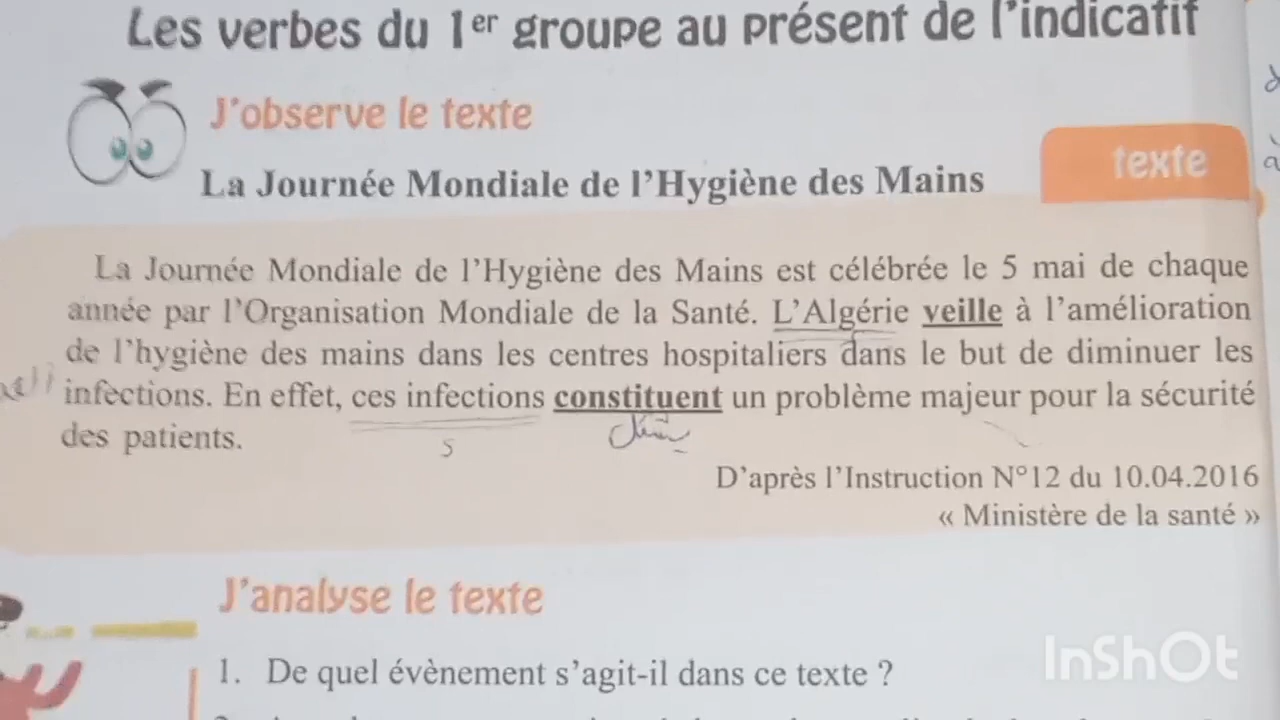 Les verbes du 1er groupe au présent de l'indicatif
J'observe le texte
La Journée Mondiale de l'Hygiène des Mains
texte
La Journée Mondiale de l'Hygiène des Mains est célébrée le 5 mai de chaque
année par l'Organisation Mondiale de la Santé. L'Algérie veille à l'amélioration
de l'hygiène des mains dans les centres hospitaliers dans le but de diminuer les
infections. En effet, ces infections constituent un problème majeur pour la sécurité
des patients.
S
D'après l'Instruction N°12 du 10.04.2016
« Ministère de la santé »
J'analyse le texte
1. De quel évènement s'agit-il dans ce texte ?
InShOt